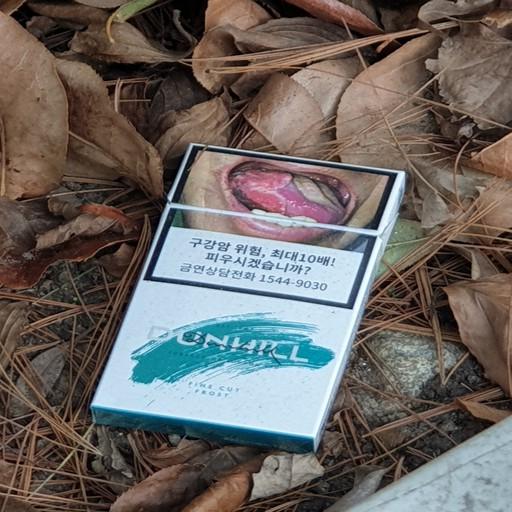 구강암 위험, 최대10배!
피우시겠습니까?
금연상담전화 1544-9030
DUNHILL
FINE CUT
FROST